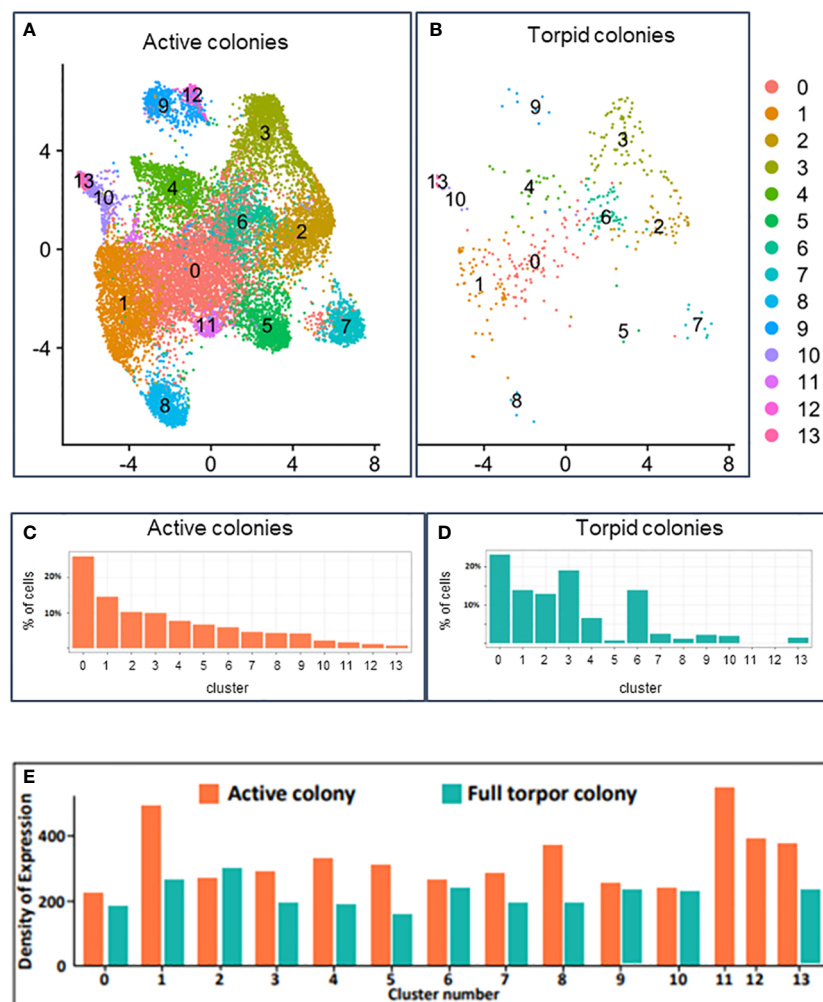 A
Active colonies
B
Torpid colonies
4
0
-4
-4 0 4 8
12
9
3
13
10
4
6
2
0
1
11
5
7
8
9
3
13
10
4
6
2
0
1
5
7
8
-4 0 4 8
0
1
2
3
4
5
6
7
8
9
10
11
12
13
C
Active colonies
% of cells
20%
10%
0 1 2 3 4 5 6 7 8 9 10 11 12 13
cluster
D
Torpid colonies
% of cells
20%
10%
0 1 2 3 4 5 6 7 8 9 10 11 12 13
cluster
E
Active colony
Full torpor colony
Density of Expression
400
200
0
0 1 2 3 4 5 6 7 8 9 10 11 12 13
Cluster number